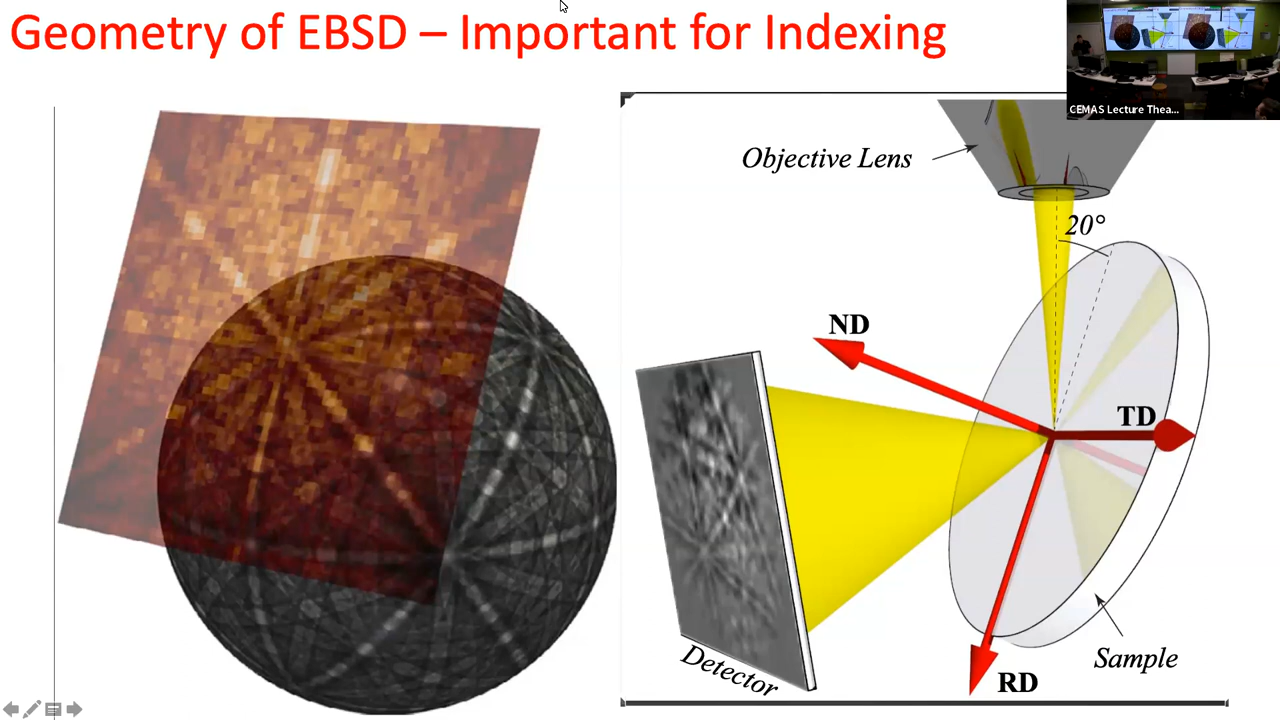 Geometry of EBSD – Important for Indexing
CEMAS Lecture Thea...
Objective Lens
20°
ND
TD
Detector
Sample
RD